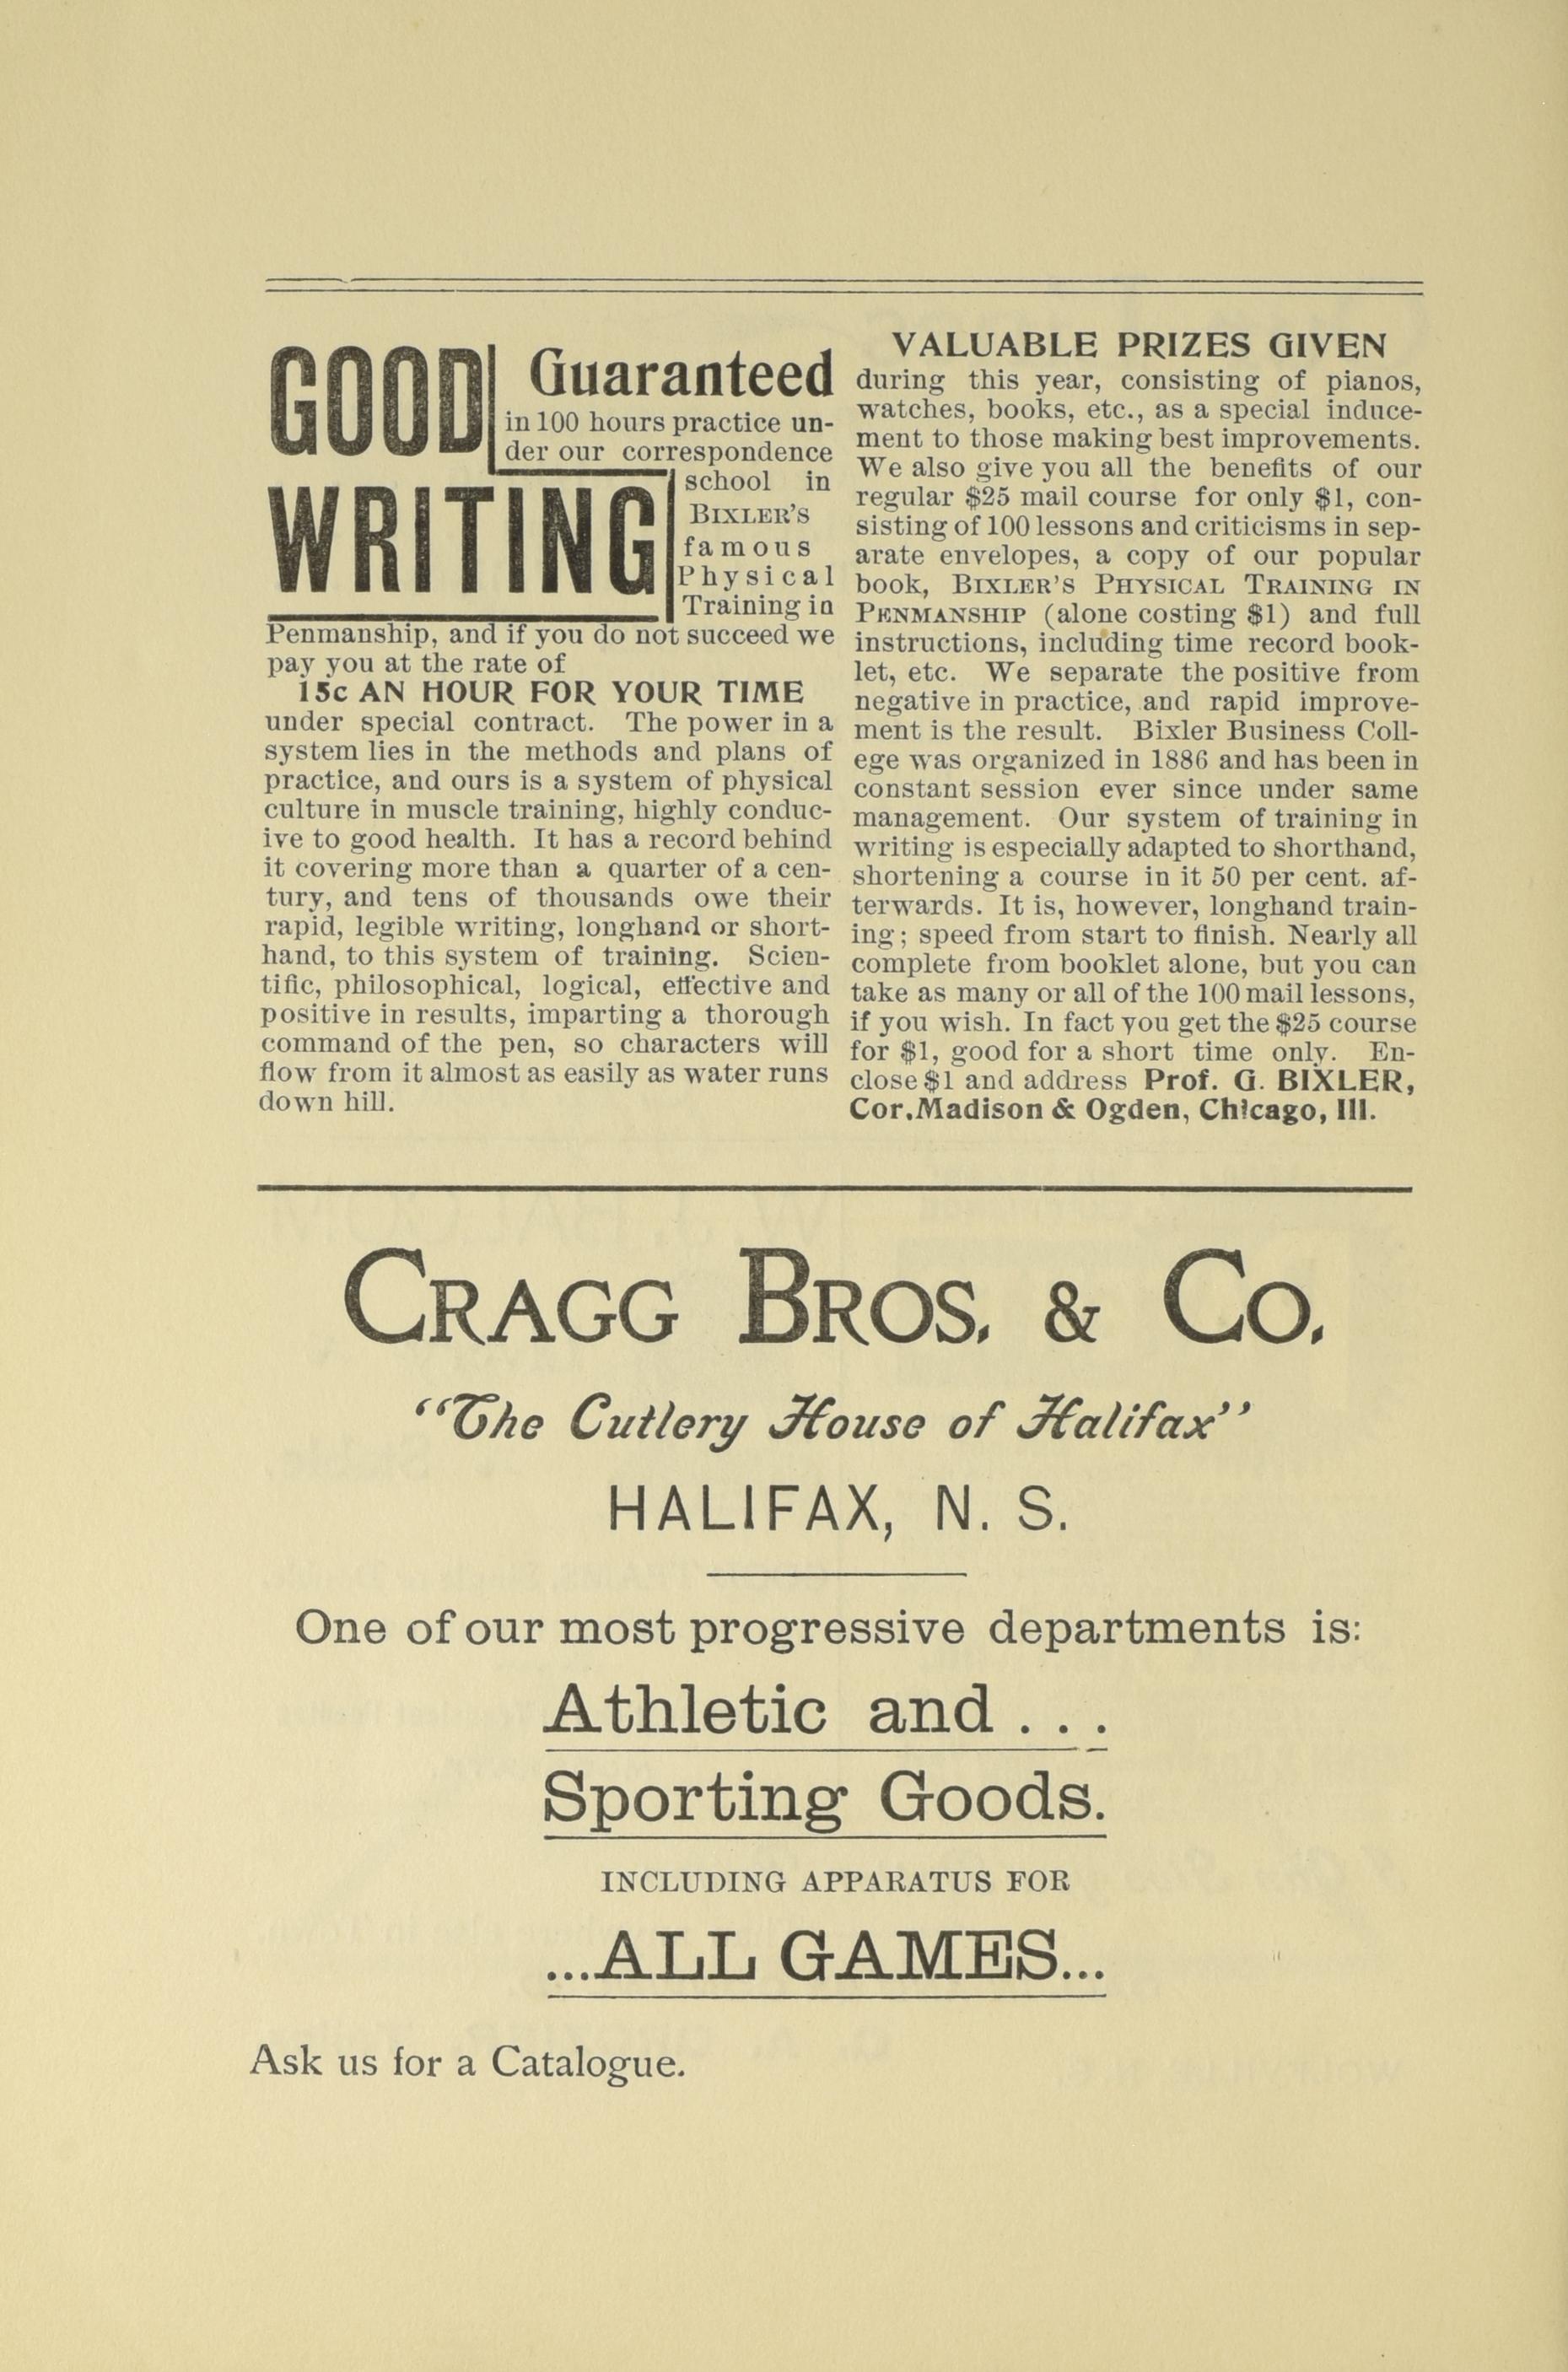 GOOD WRITING
Guaranteed
in 100 hours practice un-
der our correspondence
school in
BIXLER'S
famous
Physical
Training in
Penmanship, and if you do not succeed we
pay you at the rate of
15c AN HOUR FOR YOUR TIME
under special contract. The power in a
system lies in the methods and plans of
practice, and ours is a system of physical
culture in muscle training, highly conduc-
ive to good health. It has a record behind
it covering more than a quarter of a cen-
tury, and tens of thousands owe their
rapid, legible writing, longhand or short-
hand, to this system of training. Scien-
tific, philosophical, logical, effective and
positive in results, imparting a thorough
command of the pen, so characters will
flow from it almost as easily as water runs
down hill.
VALUABLE PRIZES GIVEN
during this year, consisting of pianos,
watches, books, etc., as a special induce-
ment to those making best improvements.
We also give you all the benefits of our
regular $25 mail course for only $1, con-
sisting of 100 lessons and criticisms in sep-
arate envelopes, a copy of our popular
book, BIXLER'S PHYSICAL TRAINING IN
PENMANSHIP (alone costing $1) and full
instructions, including time record book-
let, etc. We separate the positive from
negative in practice, and rapid improve-
ment is the result. Bixler Business Coll-
ege was organized in 1886 and has been in
constant session ever since under same
management. Our system of training in
writing is especially adapted to shorthand,
shortening a course in it 50 per cent. af-
terwards. It is, however, longhand train-
ing; speed from start to finish. Nearly all
complete from booklet alone, but you can
take as many or all of the 100 mail lessons,
if you wish. In fact you get the $25 course
for $1, good for a short time only. En-
close $1 and address Prof. G. BIXLER,
Cor. Madison & Ogden, Chicago, Ill.
CRAGG BROS. & CO.
"The Cutlery House of Halifax"
HALIFAX, N. S.
One of our most progressive departments is:
Athletic and . . .
Sporting Goods.
INCLUDING APPARATUS FOR
...ALL GAMES...
Ask us for a Catalogue.